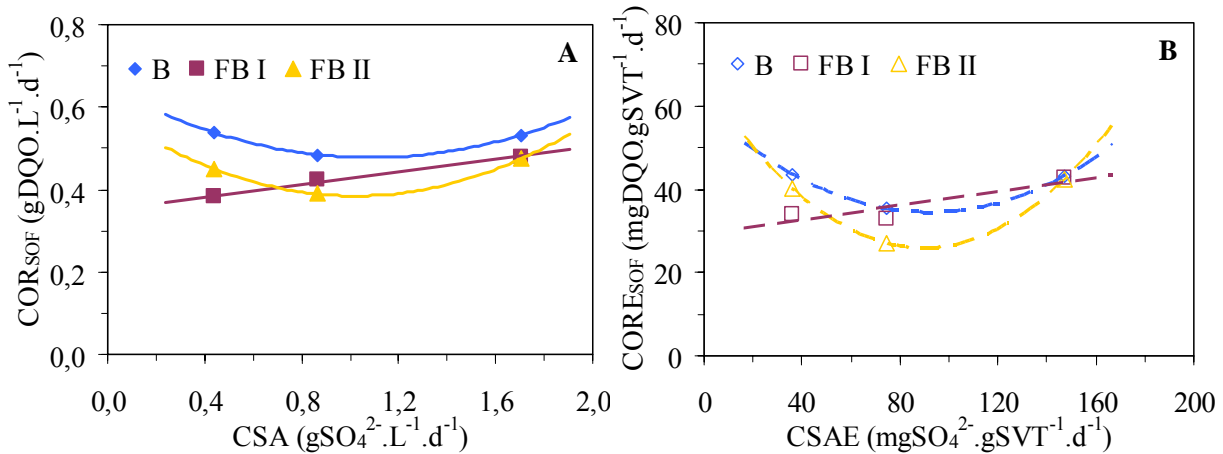 A
B FB I FB II
COR_SOF (gDQO.L⁻¹.d⁻¹)
0,8
0,6
0,4
0,2
0,0
0,0 0,4 0,8 1,2 1,6 2,0
CSA (gSO₄²⁻.L⁻¹.d⁻¹)
B
B FB I FB II
CORE_SOF (mgDQO.gSVT⁻¹.d⁻¹)
80
60
40
20
0
0 40 80 120 160 200
CSAE (mgSO₄²⁻.gSVT⁻¹.d⁻¹)